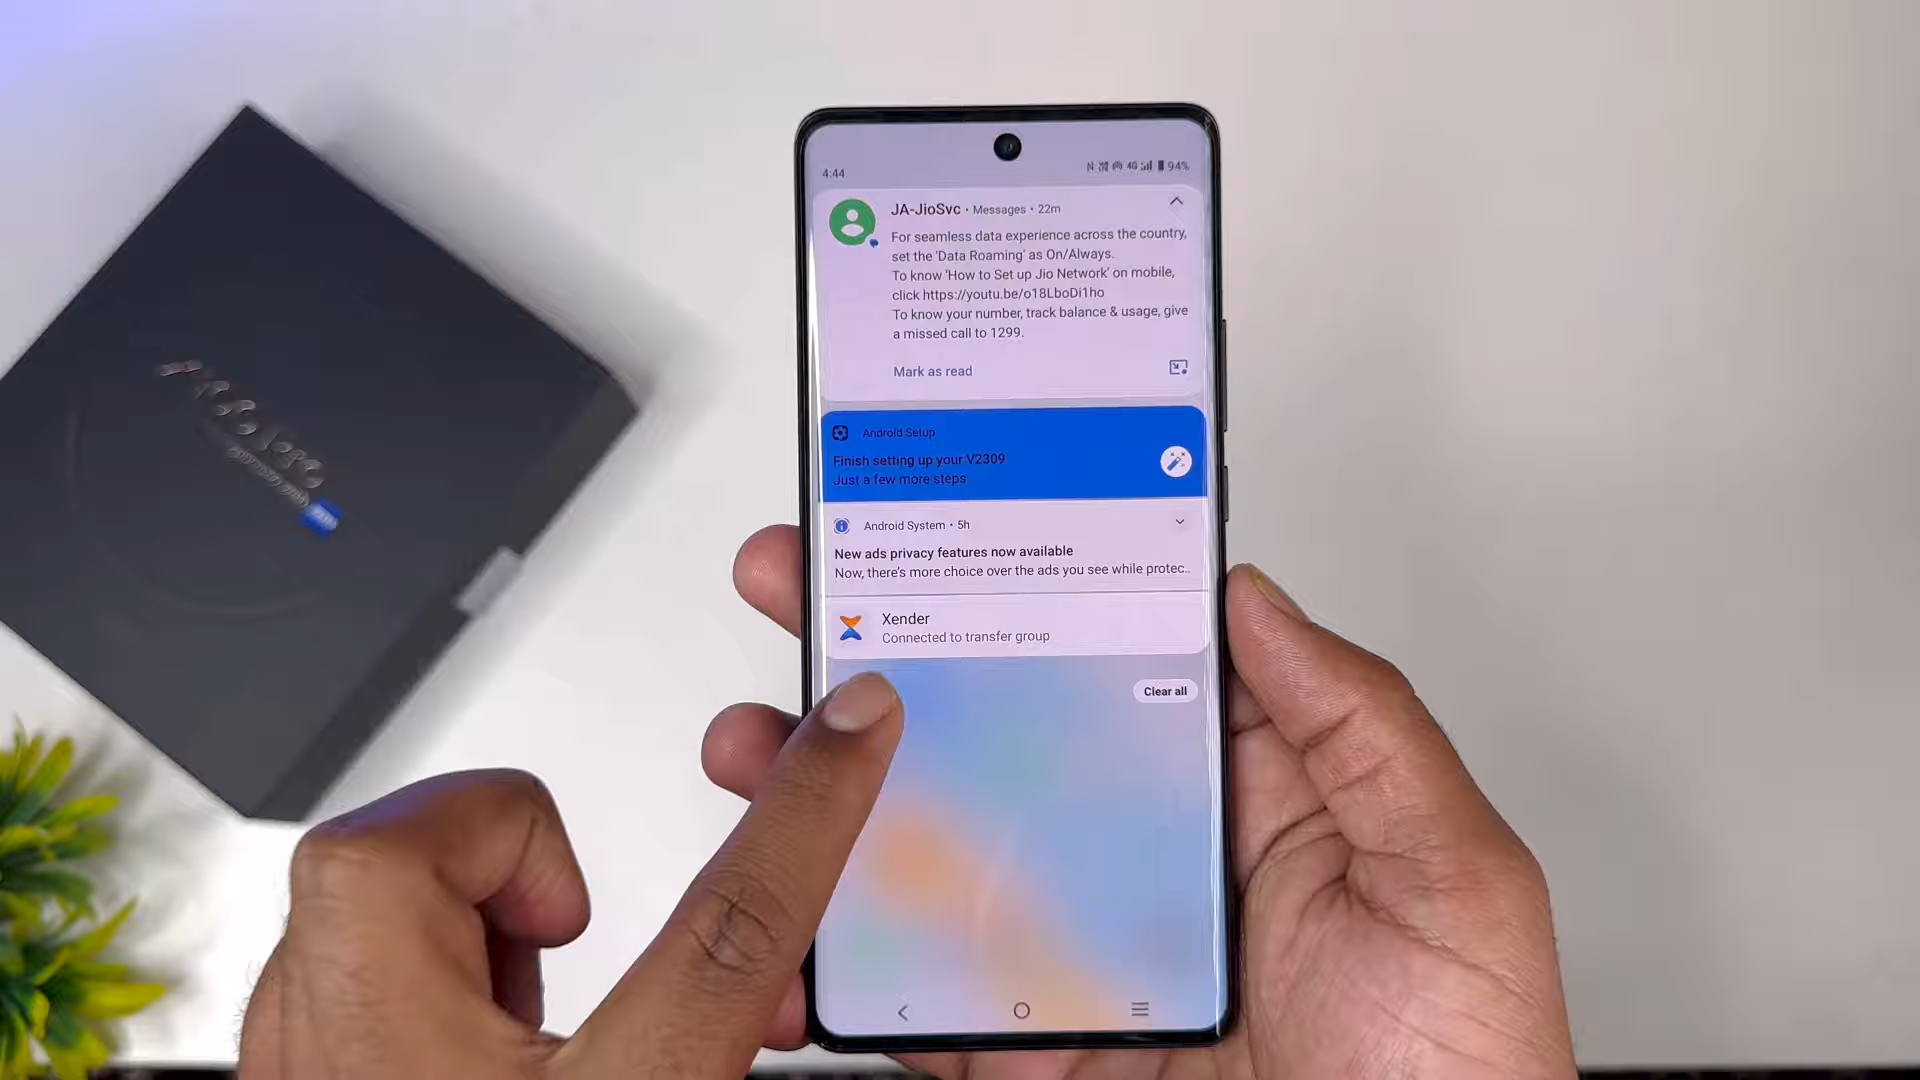 4:44
4G 94%
JA-JioSvc • Messages • 22m
For seamless data experience across the country,
set the 'Data Roaming' as On/Always.
To know 'How to Set up Jio Network' on mobile,
click https://youtu.be/o18LboDi1ho
To know your number, track balance & usage, give
a missed call to 1299.
Mark as read
Android Setup
Finish setting up your V2309
Just a few more steps
Android System • 5h
New ads privacy features now available
Now, there's more choice over the ads you see while protec..
Xender
Connected to transfer group
Clear all